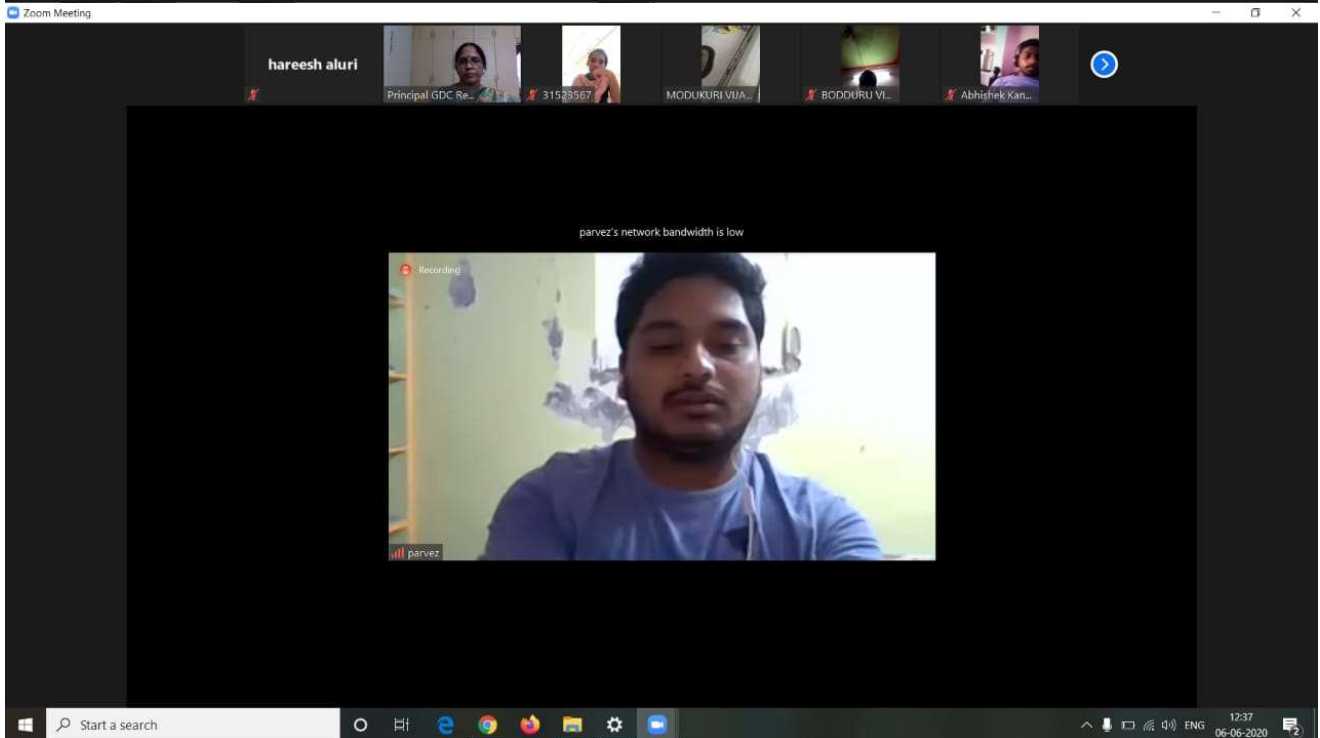 Zoom Meeting
hareesh aluri
Principal GDC Re...
31523567
MODUKURI VIJA...
BODDURU VI...
Abhishek Kan...
parvez's network bandwidth is low
Recording
parvez
Start a search
ENG
12:37
06-06-2020
2